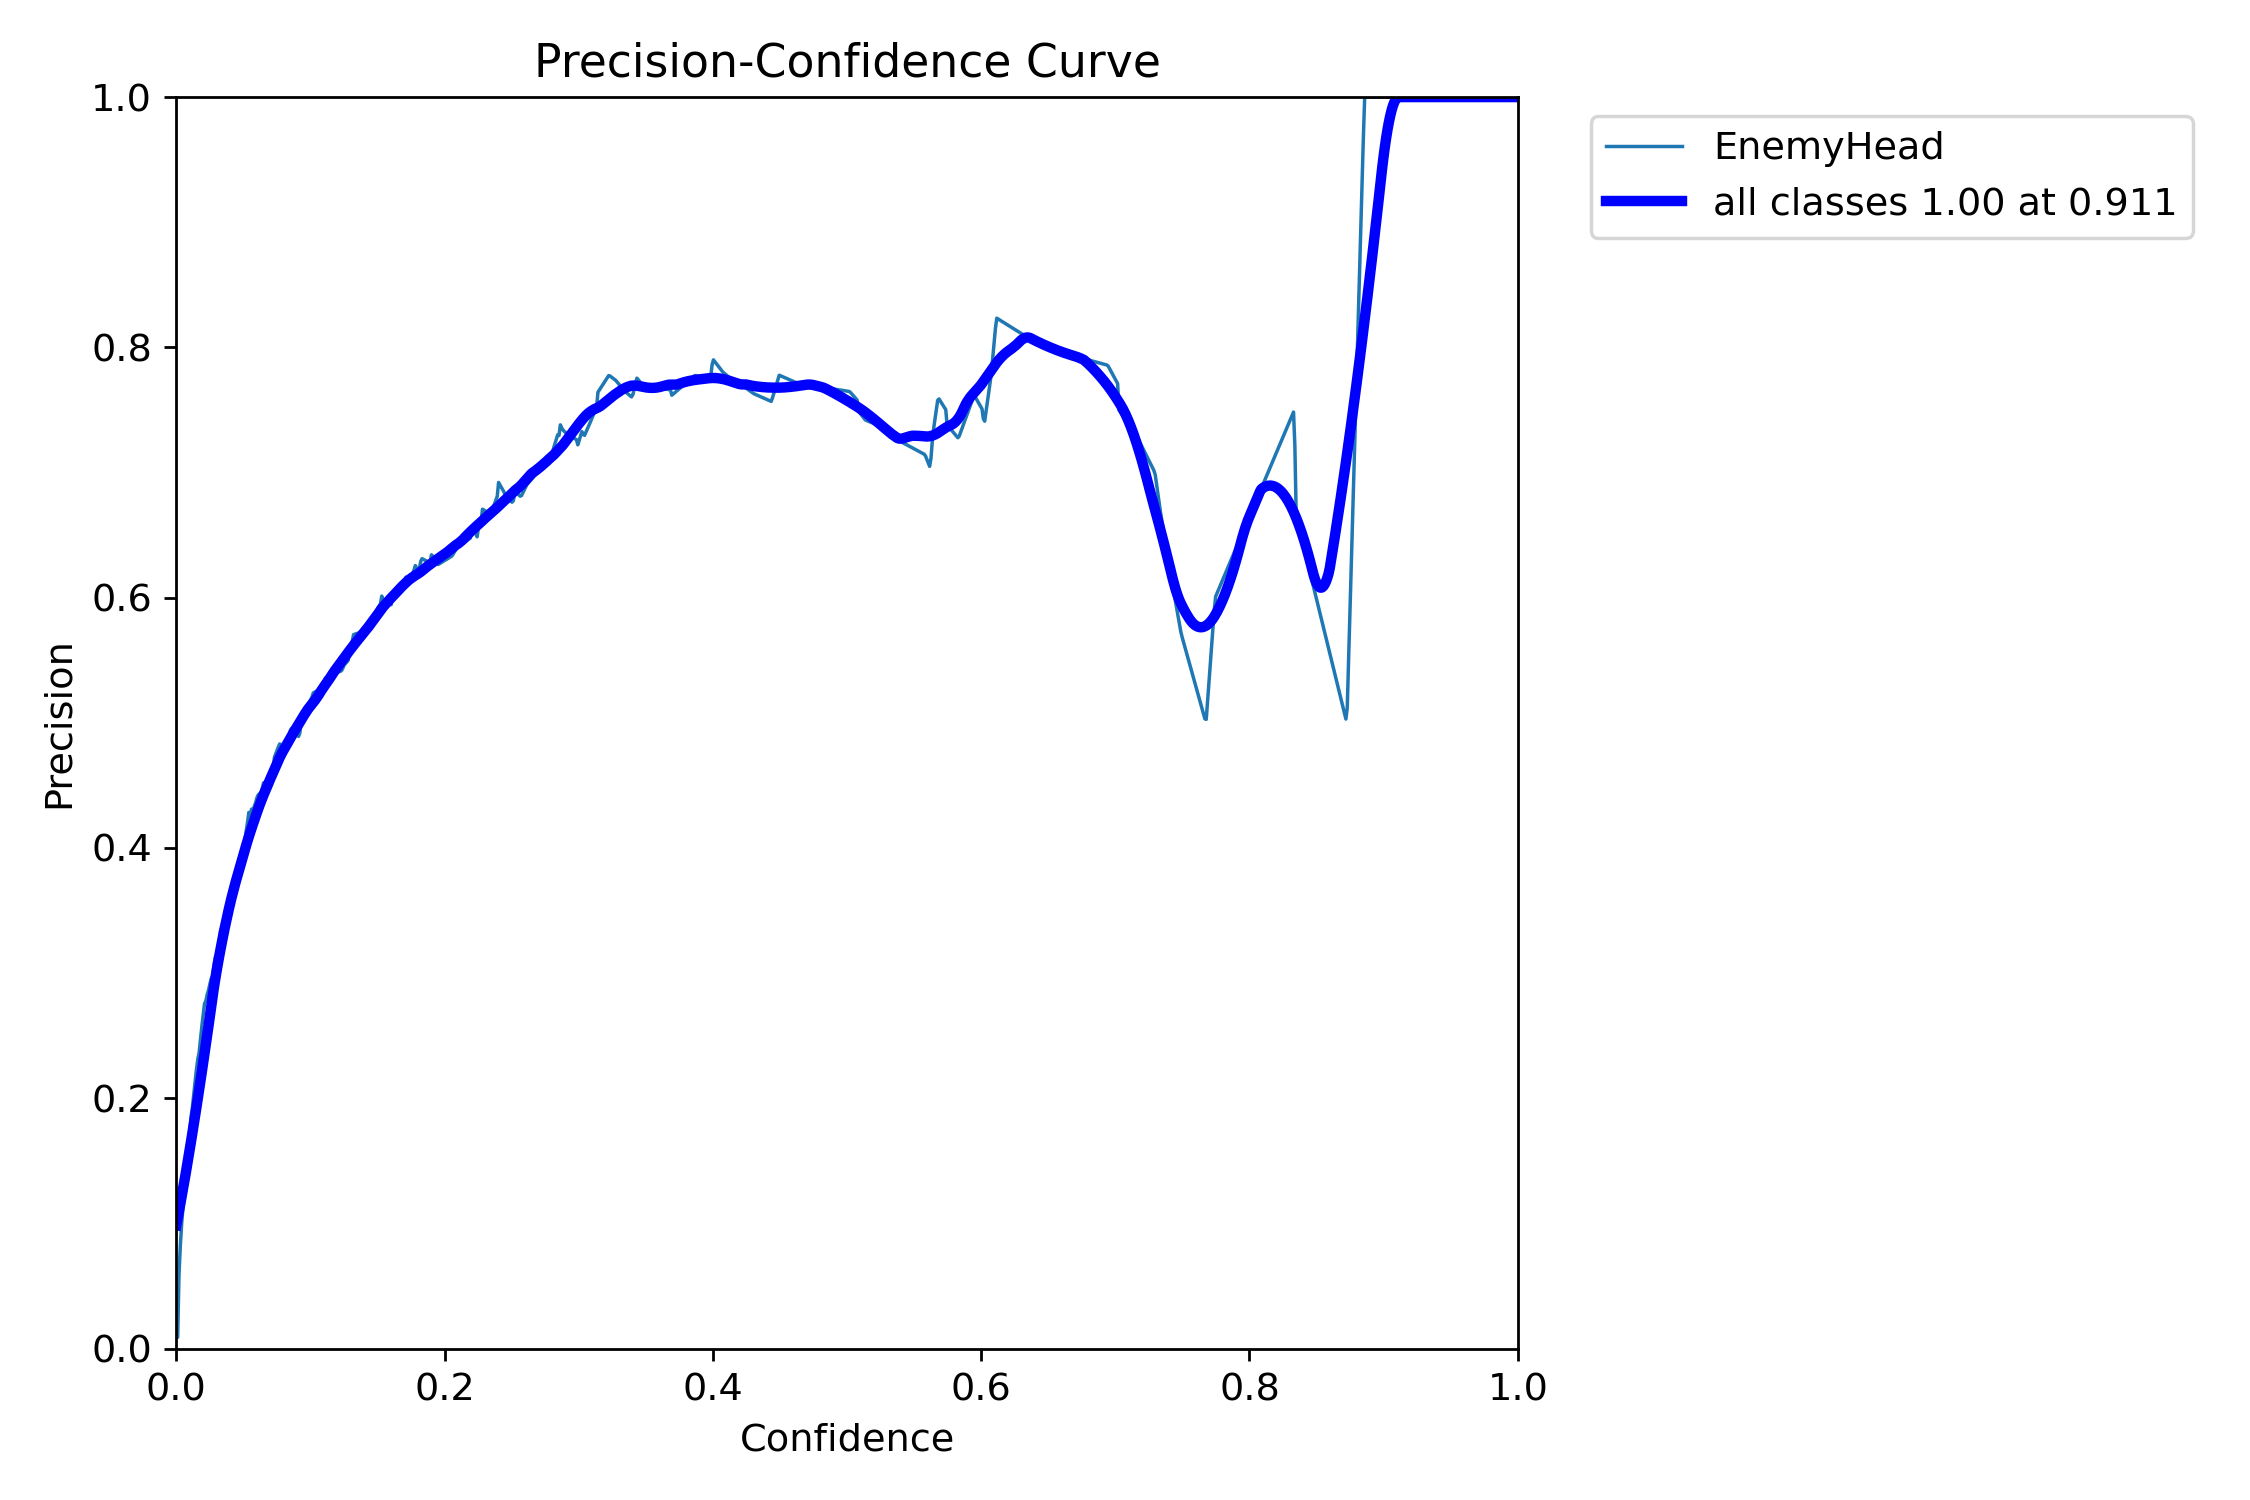 Precision-Confidence Curve
EnemyHead
all classes 1.00 at 0.911
Precision
1.0
0.8
0.6
0.4
0.2
0.0
0.0 0.2 0.4 0.6 0.8 1.0
Confidence